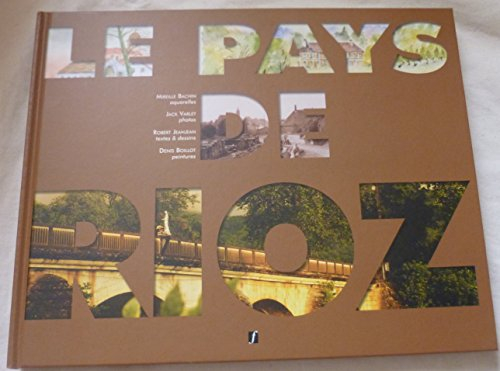 LE PAYS
MIREILLE BACHIN
aquarelles
JACK VARLET
photos
ROBERT JEANJEAN
textes & dessins
DENIS BOILLOT
peintures
DE
RIOZ
f